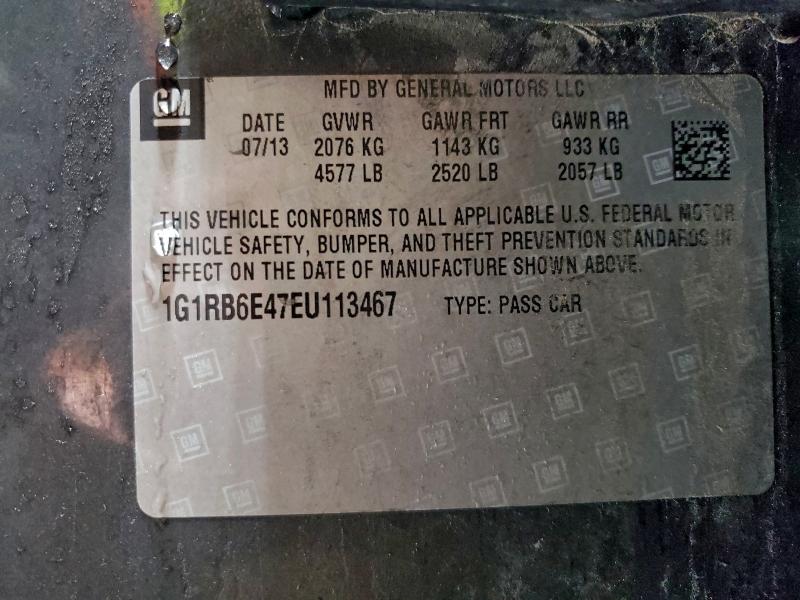 GM
MFD BY GENERAL MOTORS LLC
DATE GVWR GAWR FRT GAWR RR
07/13 2076 KG 1143 KG 933 KG
4577 LB 2520 LB 2057 LB
THIS VEHICLE CONFORMS TO ALL APPLICABLE U.S. FEDERAL MOTOR
VEHICLE SAFETY, BUMPER, AND THEFT PREVENTION STANDARDS IN
EFFECT ON THE DATE OF MANUFACTURE SHOWN ABOVE.
1G1RB6E47EU113467 TYPE: PASS CAR